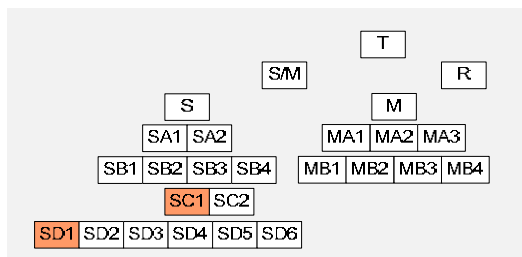 T
S/M R
S M
SA1 SA2 MA1 MA2 MA3
SB1 SB2 SB3 SB4 MB1 MB2 MB3 MB4
SC1 SC2
SD1 SD2 SD3 SD4 SD5 SD6